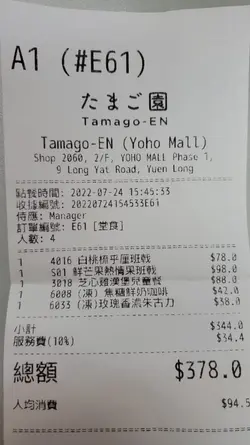 A1 (#E61)
たまご園
Tamago-EN
Tamago-EN (Yoho Mall)
Shop 2060, 2/F, YOHO MALL Phase 1,
9 Long Yat Road, Yuen Long
點餐時間: 2022-07-24 15:45:33
收據編號: 20220724154533E61
侍應: Manager
訂單編號: E61 [堂食]
人數: 4
1 4016 白桃梳乎厘班戟 $78.0
1 S01 鮮芒果熱情果班戟 $98.0
1 3018 芝心雞漢堡兒童餐 $88.0
1 6008 (凍) 焦糖鮮奶咖啡 $42.0
1 6033 (凍)玫瑰香濃朱古力 $38.0
小計 $344.0
服務費(10%) $34.4
總額 $378.0
人均消費 $94.5